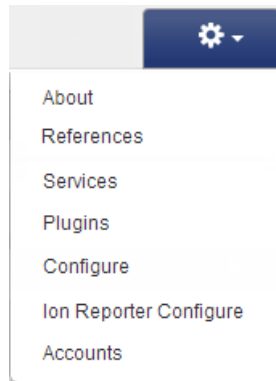 About
References
Services
Plugins
Configure
Ion Reporter Configure
Accounts